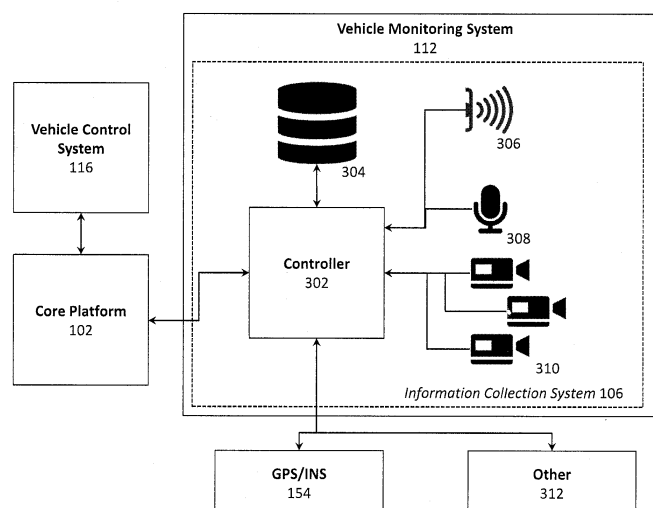 Vehicle Monitoring System
112
Vehicle Control
System
116
304
306
308
Controller
302
Core Platform
102
310
Information Collection System 106
GPS/INS
154
Other
312